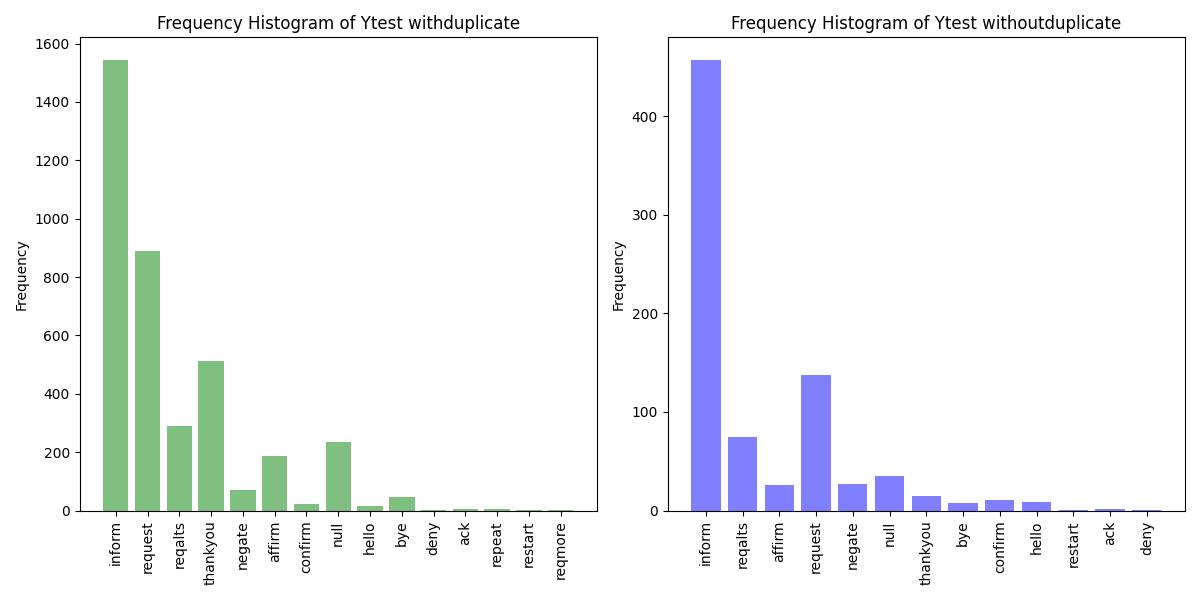 Frequency Histogram of Ytest withduplicate
Frequency
1600
1400
1200
1000
800
600
400
200
0
inform
request
reqalts
thankyou
negate
affirm
confirm
null
hello
bye
deny
ack
repeat
restart
reqmore
Frequency Histogram of Ytest withoutduplicate
Frequency
400
300
200
100
0
inform
reqalts
affirm
request
negate
null
thankyou
bye
confirm
hello
restart
ack
deny